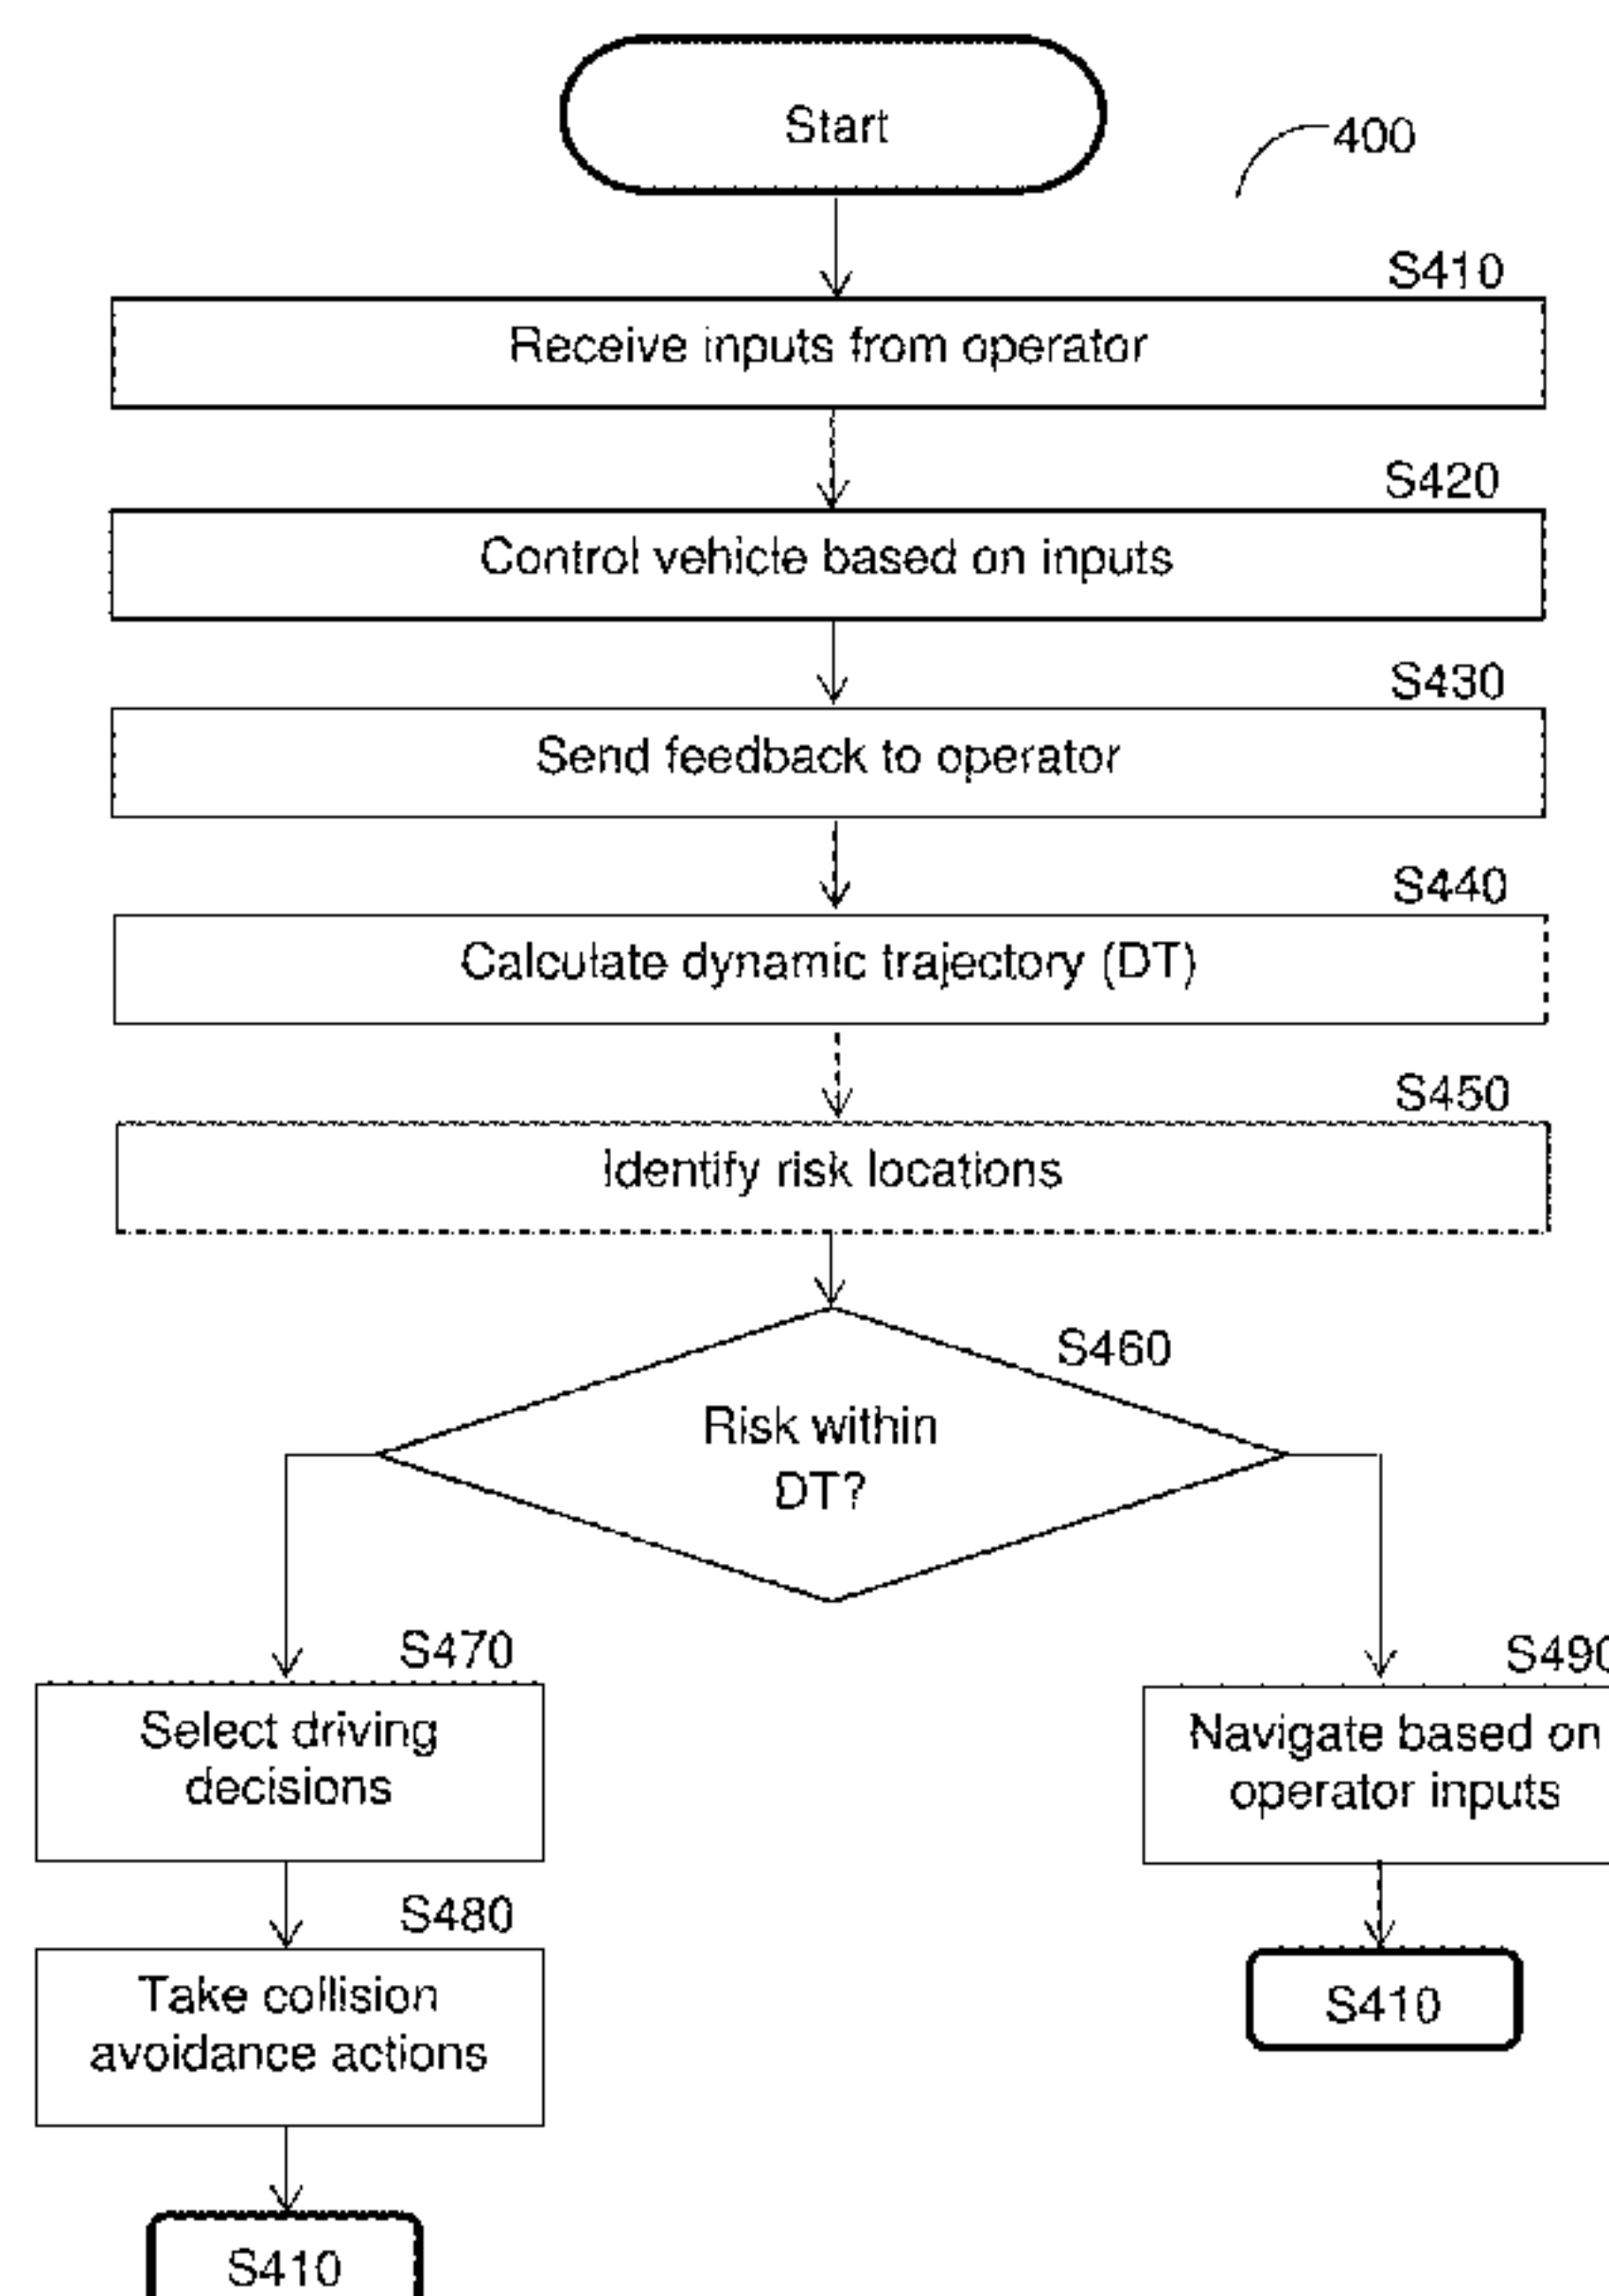 Start
400
S410
Receive inputs from operator
S420
Control vehicle based on inputs
S430
Send feedback to operator
S440
Calculate dynamic trajectory (DT)
S450
Identify risk locations
S460
Risk within
DT?
S470
Select driving
decisions
S490
Navigate based on
operator inputs
S480
Take collision
avoidance actions
S410
S410